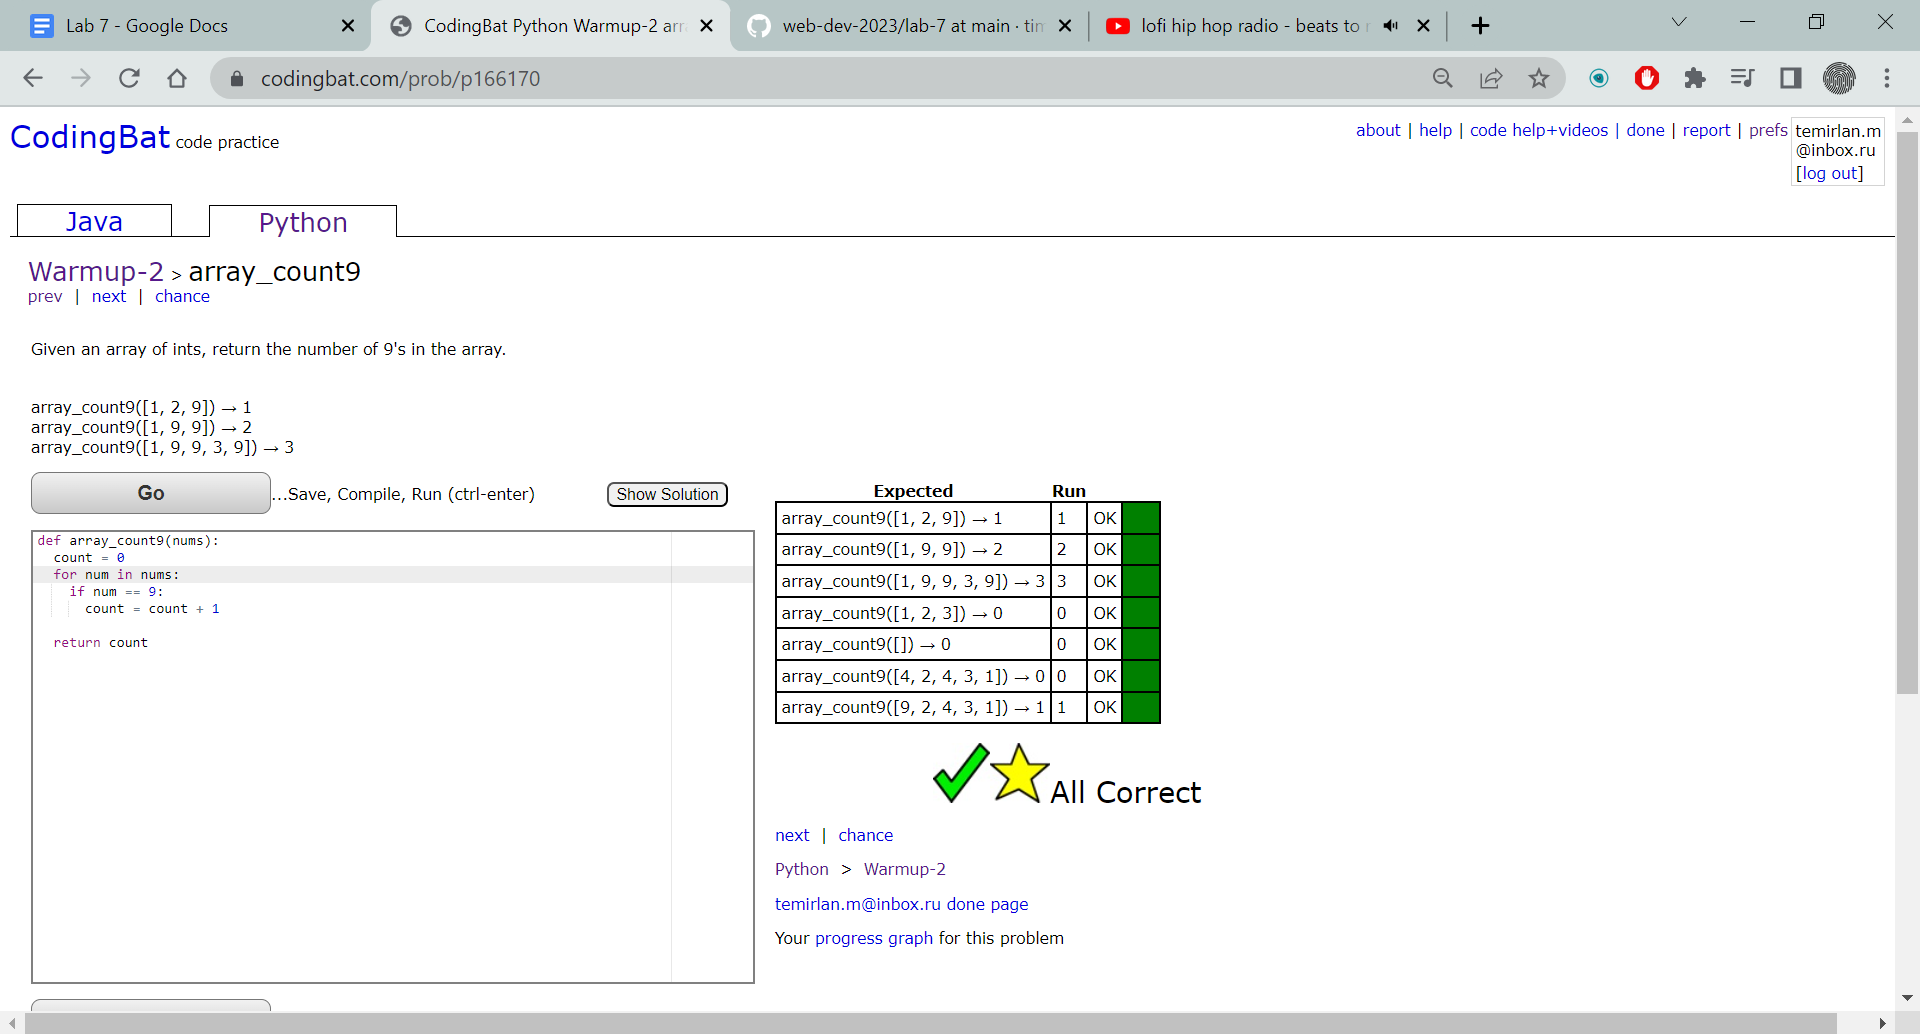 Lab 7 - Google Docs
CodingBat Python Warmup-2 arr
web-dev-2023/lab-7 at main · tim
lofi hip hop radio - beats to r
codingbat.com/prob/p166170
CodingBat code practice
about | help | code help+videos | done | report | prefs
temirlan.m
@inbox.ru
[log out]
Java
Python
Warmup-2 > array_count9
prev | next | chance
Given an array of ints, return the number of 9's in the array.
array_count9([1, 2, 9]) → 1
array_count9([1, 9, 9]) → 2
array_count9([1, 9, 9, 3, 9]) → 3
Go
...Save, Compile, Run (ctrl-enter)
Show Solution
def array_count9(nums):
  count = 0
  for num in nums:
    if num == 9:
      count = count + 1
  return count
Expected Run
array_count9([1, 2, 9]) → 1 1 OK
array_count9([1, 9, 9]) → 2 2 OK
array_count9([1, 9, 9, 3, 9]) → 3 3 OK
array_count9([1, 2, 3]) → 0 0 OK
array_count9([]) → 0 0 OK
array_count9([4, 2, 4, 3, 1]) → 0 0 OK
array_count9([9, 2, 4, 3, 1]) → 1 1 OK
All Correct
next | chance
Python > Warmup-2
temirlan.m@inbox.ru done page
Your progress graph for this problem